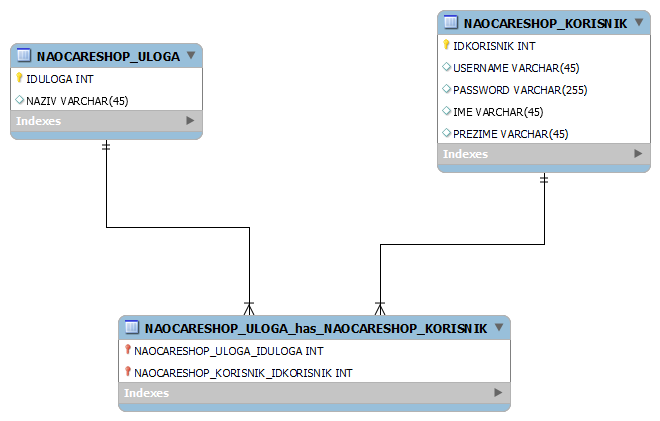 NAOCARESHOP_ULOGA
IDULOGA INT
NAZIV VARCHAR(45)
Indexes
NAOCARESHOP_KORISNIK
IDKORISNIK INT
USERNAME VARCHAR(45)
PASSWORD VARCHAR(255)
IME VARCHAR(45)
PREZIME VARCHAR(45)
Indexes
NAOCARESHOP_ULOGA_has_NAOCARESHOP_KORISNIK
NAOCARESHOP_ULOGA_IDULOGA INT
NAOCARESHOP_KORISNIK_IDKORISNIK INT
Indexes